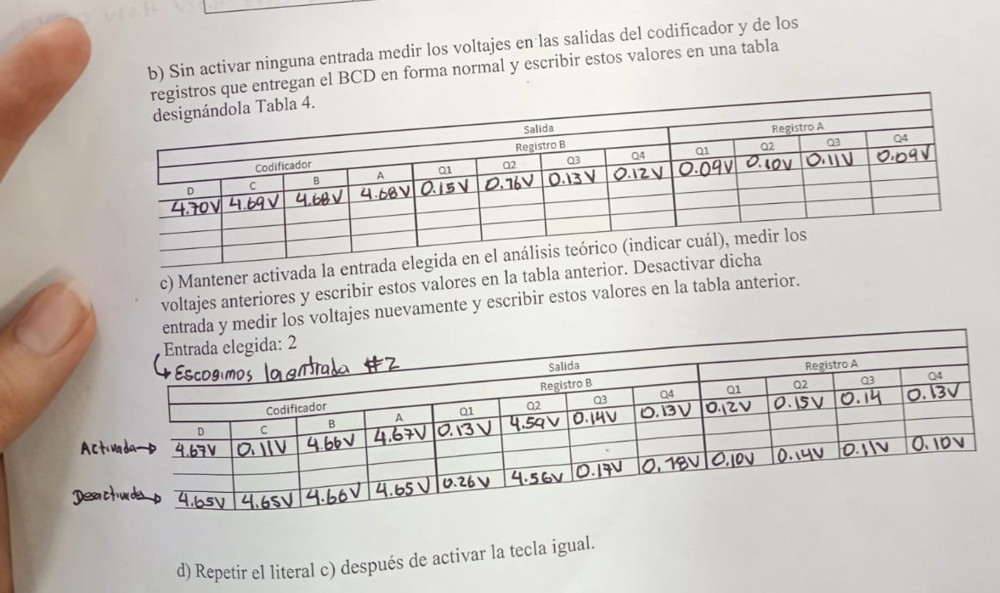 b) Sin activar ninguna entrada medir los voltajes en las salidas del codificador y de los
registros que entregan el BCD en forma normal y escribir estos valores en una tabla
designándola Tabla 4.
Salida
Codificador Registro B Registro A
D C B A Q1 Q2 Q3 Q4 Q1 Q2 Q3 Q4
4.70V 4.69V 4.68V 4.68V 0.15V 0.76V 0.13V 0.12V 0.09V 0.10V 0.11V 0.09V
c) Mantener activada la entrada elegida en el análisis teórico (indicar cuál), medir los
voltajes anteriores y escribir estos valores en la tabla anterior. Desactivar dicha
entrada y medir los voltajes nuevamente y escribir estos valores en la tabla anterior.
Entrada elegida: 2
Escogimos la entrada #2
Salida
Codificador Registro B Registro A
D C B A Q1 Q2 Q3 Q4 Q1 Q2 Q3 Q4
Activada 4.67V 0.11V 4.66V 4.67V 0.13V 4.59V 0.14V 0.13V 0.12V 0.15V 0.14 0.13V
4.65V 4.65V 4.66V 4.65V 0.26V 4.56V 0.10V 0.14V 0.11V 0.10V
d) Repetir el literal c) después de activar la tecla igual.